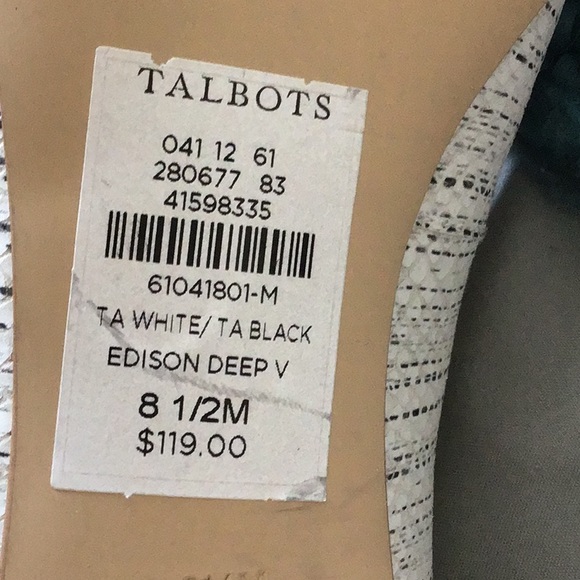 TALBOTS
041 12 61
280677 83
41598335
61041801-M
TA WHITE/ TA BLACK
EDISON DEEP V
8 1/2M
$119.00